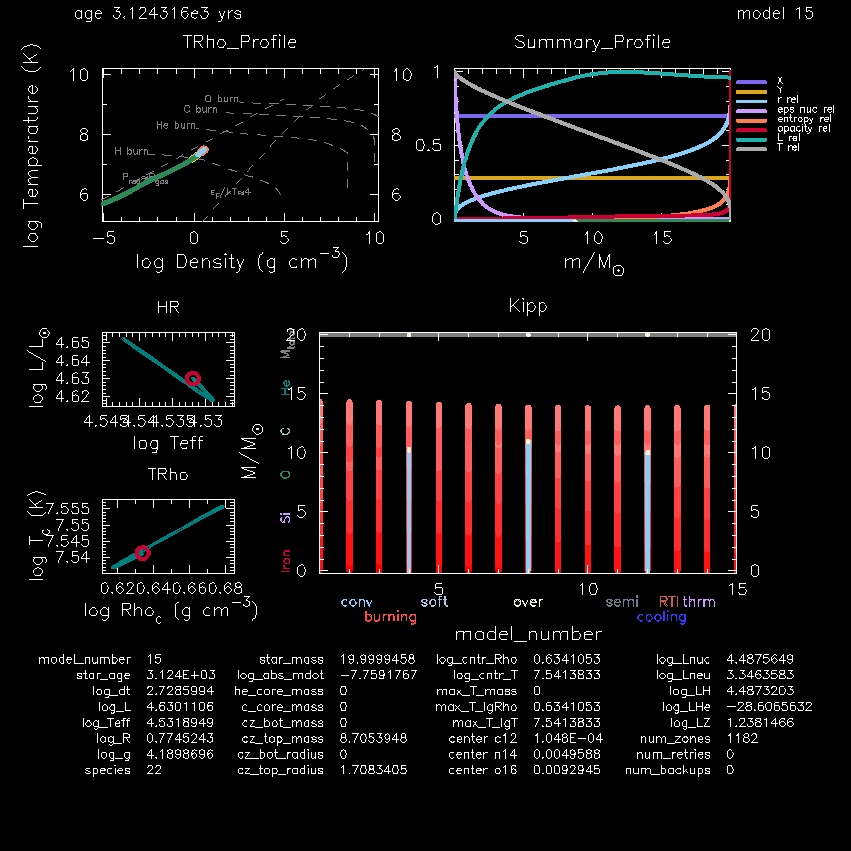 age 3.124316e3 yrs
model 15
TRho_Profile
Summary_Profile
log Temperature (K)
10
8
6
O burn
C burn
He burn
H burn
10
8
6
−5
0
5
10
log Density (g cm−3)
1
0.5
0
5
10
15
m/M⊙
X
Y
r rel
eps nuc rel
entropy rel
opacity rel
L rel
T rel
HR
log L/L⊙
4.65
4.64
4.63
4.62
4.545
4.54
4.535
4.53
log Teff
TRho
log Tc (K)
7.555
7.55
7.545
7.54
0.62
0.64
0.66
0.68
log Rhoc (g cm−3)
Kipp
M/M⊙
Iron
Si
O
C
He
20
15
10
5
0
20
15
10
5
0
5
10
15
conv
soft
over
semi
RTI
thrm
burning
cooling
model_number
model_number 15 star_mass 19.9999458 log_cntr_Rho 0.6341053 log_Lnuc 4.4875649
star_age 3.124E+03 log_abs_mdot −7.7591767 log_cntr_T 7.5413833 log_Lneu 3.3463583
log_dt 2.7285994 he_core_mass 0 max_T_mass 0 log_LH 4.4873203
log_L 4.6301106 c_core_mass 0 max_T_lgRho 0.6341053 log_LHe −28.6065632
log_Teff 4.5318949 cz_bot_mass 0 max_T_lgT 7.5413833 log_LZ 1.2381466
log_R 0.7745243 cz_top_mass 8.7053948 center c12 1.048E−04 num_zones 1182
log_g 4.1898696 cz_bot_radius 0 center n14 0.0049588 num_retries 0
species 22 cz_top_radius 1.7083405 center o16 0.0092945 num_backups 0